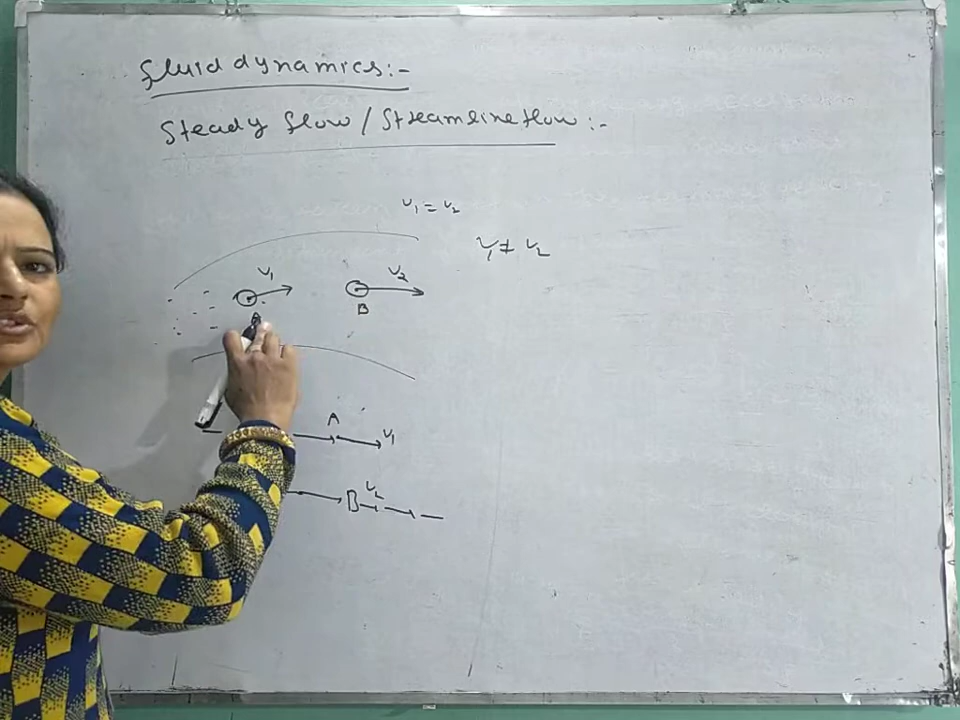 Fluid dynamics:-
Steady flow / Streamline flow :-
v₁ = v₂
v₁ ≠ v₂
v₁ v₂
A B
A v₁
B v₂